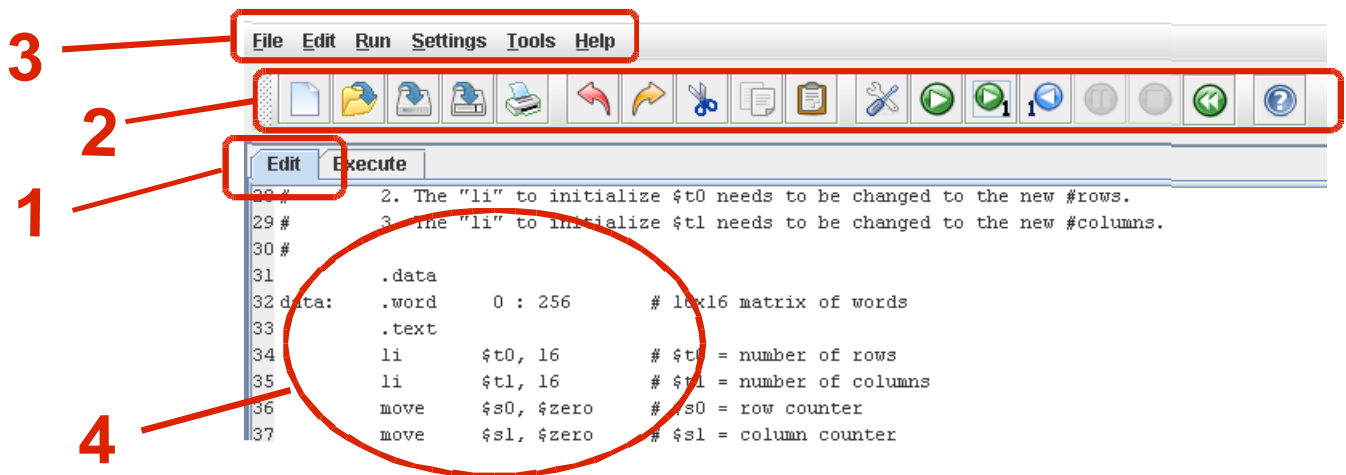 3
File Edit Run Settings Tools Help
2
1 1
1
Edit Execute
28 # 2. The "li" to initialize $t0 needs to be changed to the new #rows.
29 # 3. The "li" to initialize $t1 needs to be changed to the new #columns.
30 #
31 .data
32 data: .word 0 : 256 # 16x16 matrix of words
33 .text
34 li $t0, 16 # $t0 = number of rows
35 li $t1, 16 # $t1 = number of columns
36 move $s0, $zero # $s0 = row counter
37 move $s1, $zero # $s1 = column counter
4